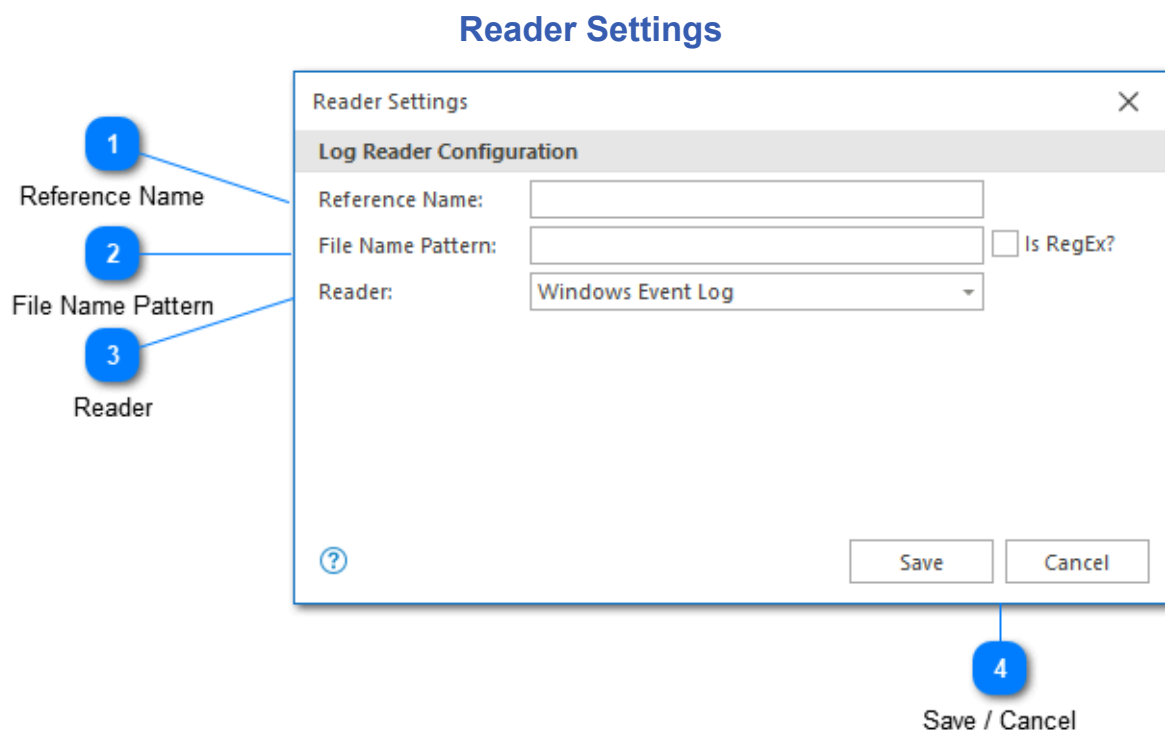 Reader Settings
Reader Settings
Log Reader Configuration
1
Reference Name
Reference Name:
2
File Name Pattern
File Name Pattern:
Is RegEx?
3
Reader
Reader:
Windows Event Log
?
Save
Cancel
4
Save / Cancel